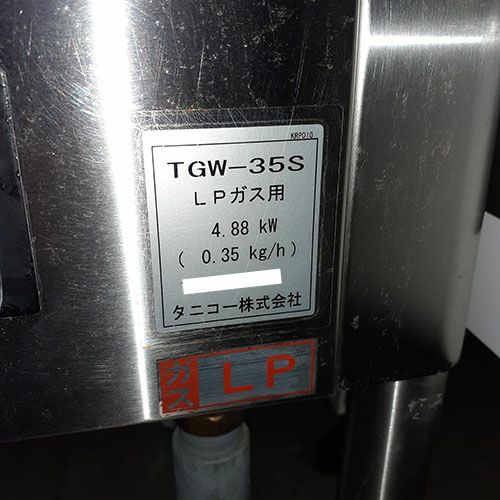 KRP01G
TGW-35S
LPガス用
4.88 kW
( 0.35 kg/h )
タニコー株式会社
ガス LP